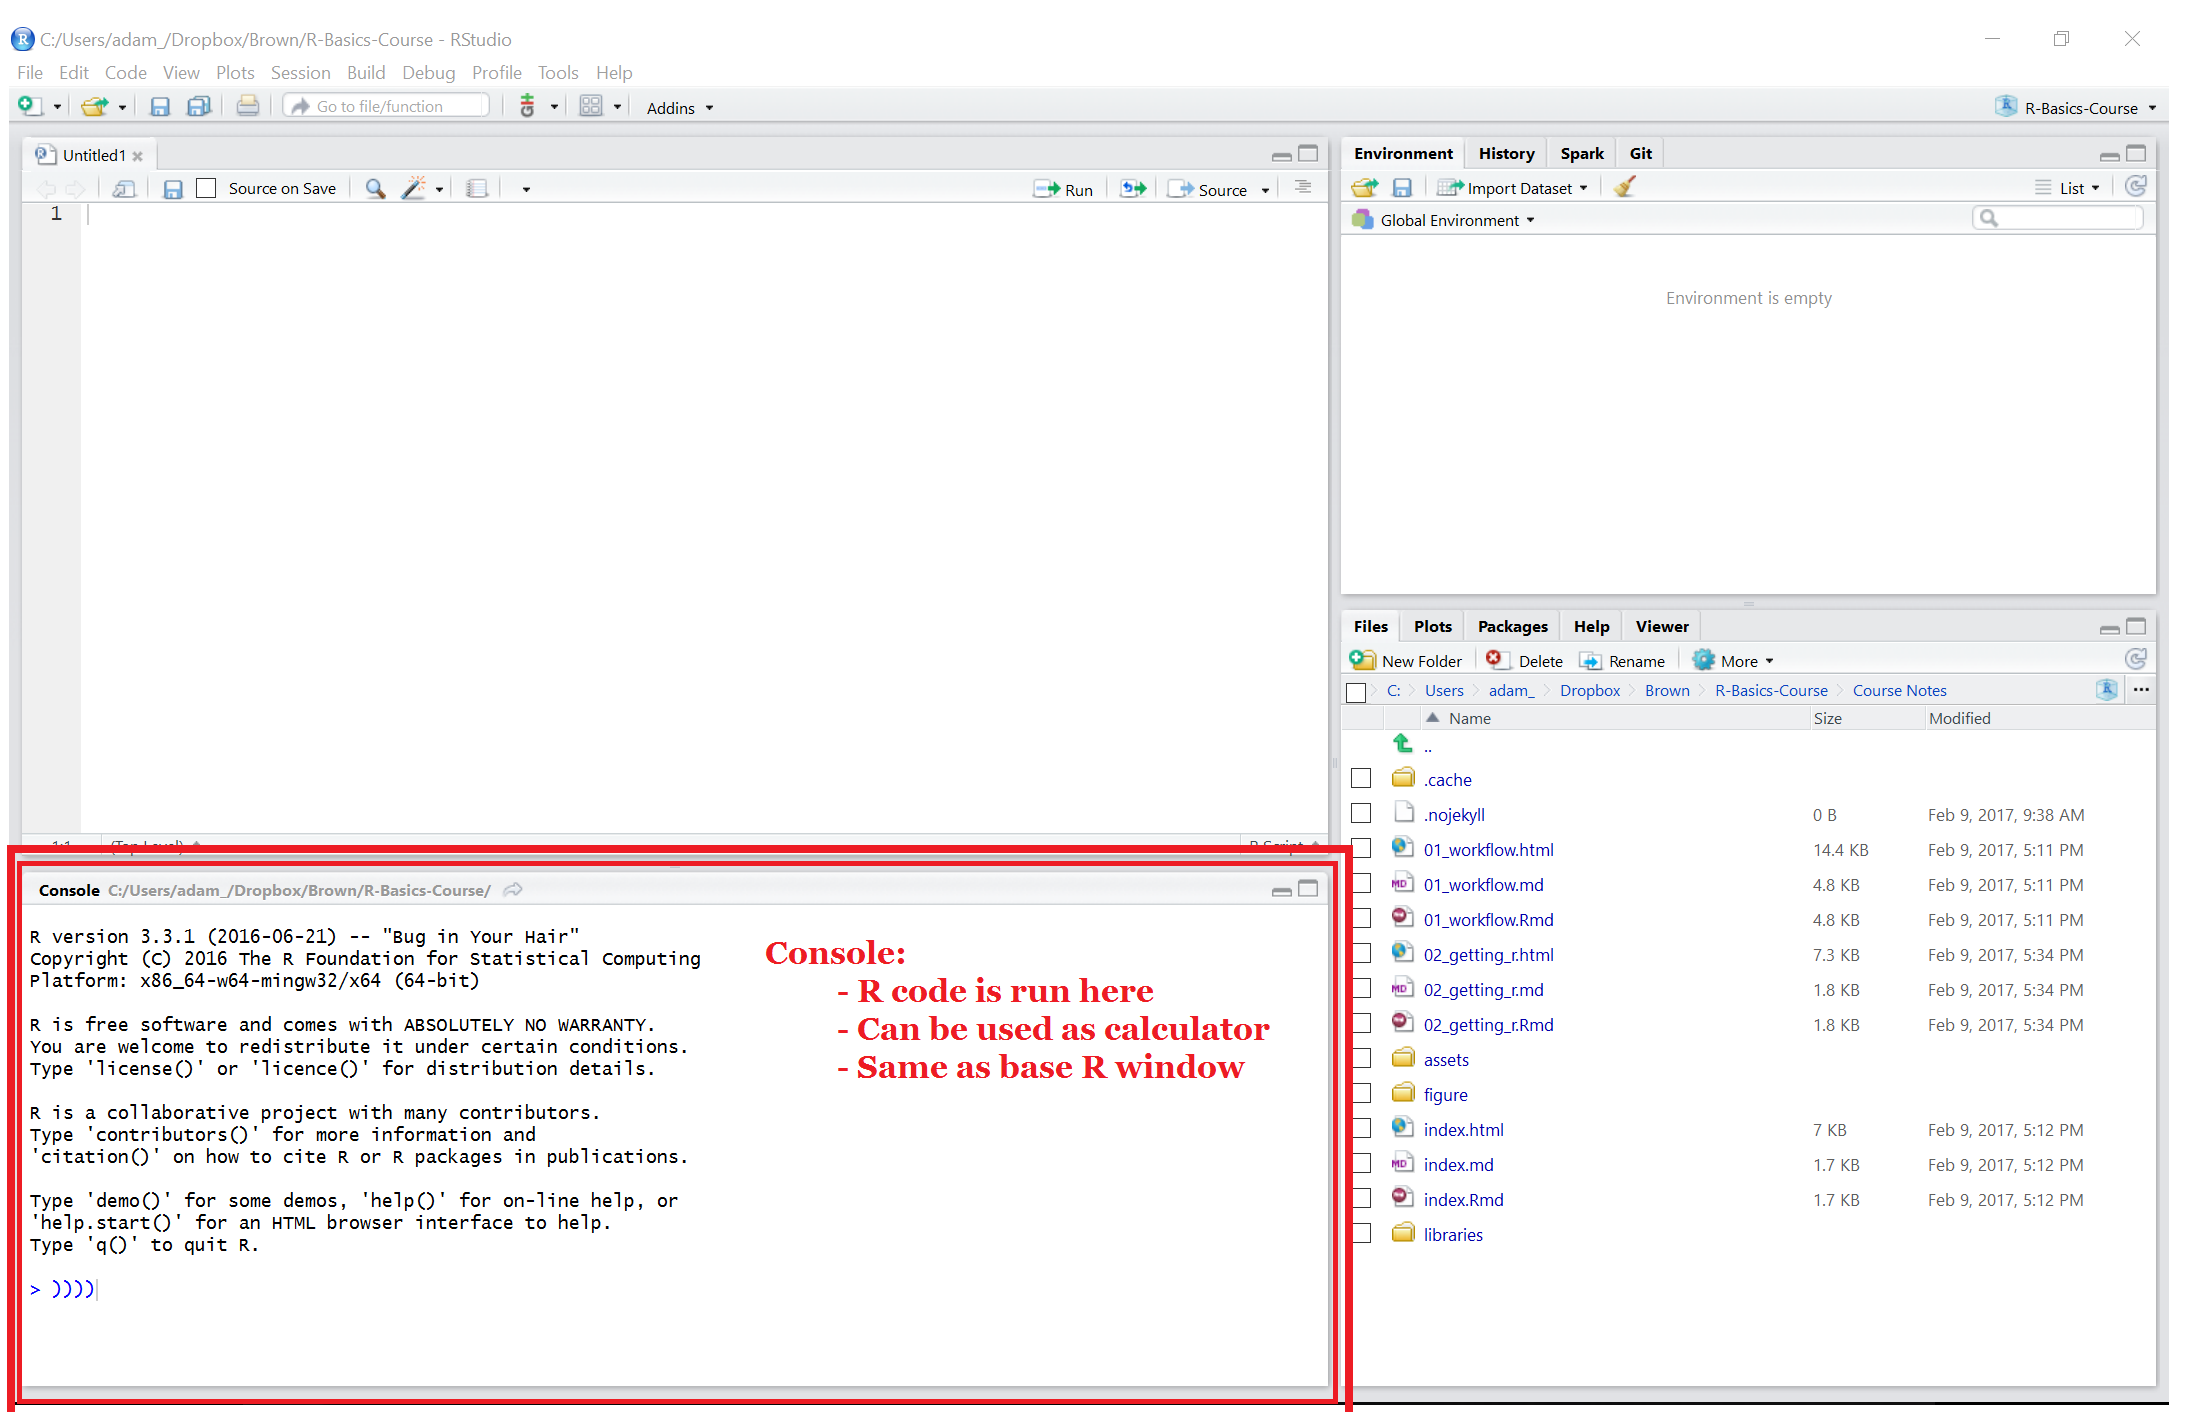 C:/Users/adam_/Dropbox/Brown/R-Basics-Course - RStudio
File Edit Code View Plots Session Build Debug Profile Tools Help
Go to file/function Addins R-Basics-Course
Untitled1
Source on Save Run Source
1
1:1 (Top Level) R Script
Console C:/Users/adam_/Dropbox/Brown/R-Basics-Course/
R version 3.3.1 (2016-06-21) -- "Bug in Your Hair"
Copyright (C) 2016 The R Foundation for Statistical Computing
Platform: x86_64-w64-mingw32/x64 (64-bit)
R is free software and comes with ABSOLUTELY NO WARRANTY.
You are welcome to redistribute it under certain conditions.
Type 'license()' or 'licence()' for distribution details.
R is a collaborative project with many contributors.
Type 'contributors()' for more information and
'citation()' on how to cite R or R packages in publications.
Type 'demo()' for some demos, 'help()' for on-line help, or
'help.start()' for an HTML browser interface to help.
Type 'q()' to quit R.
> ))))
Console:
- R code is run here
- Can be used as calculator
- Same as base R window
Environment History Spark Git
Import Dataset List
Global Environment
Environment is empty
Files Plots Packages Help Viewer
New Folder Delete Rename More
C: Users adam_ Dropbox Brown R-Basics-Course Course Notes ...
Name Size Modified
..
.cache
.nojekyll 0 B Feb 9, 2017, 9:38 AM
01_workflow.html 14.4 KB Feb 9, 2017, 5:11 PM
01_workflow.md 4.8 KB Feb 9, 2017, 5:11 PM
01_workflow.Rmd 4.8 KB Feb 9, 2017, 5:11 PM
02_getting_r.html 7.3 KB Feb 9, 2017, 5:34 PM
02_getting_r.md 1.8 KB Feb 9, 2017, 5:34 PM
02_getting_r.Rmd 1.8 KB Feb 9, 2017, 5:34 PM
assets
figure
index.html 7 KB Feb 9, 2017, 5:12 PM
index.md 1.7 KB Feb 9, 2017, 5:12 PM
index.Rmd 1.7 KB Feb 9, 2017, 5:12 PM
libraries